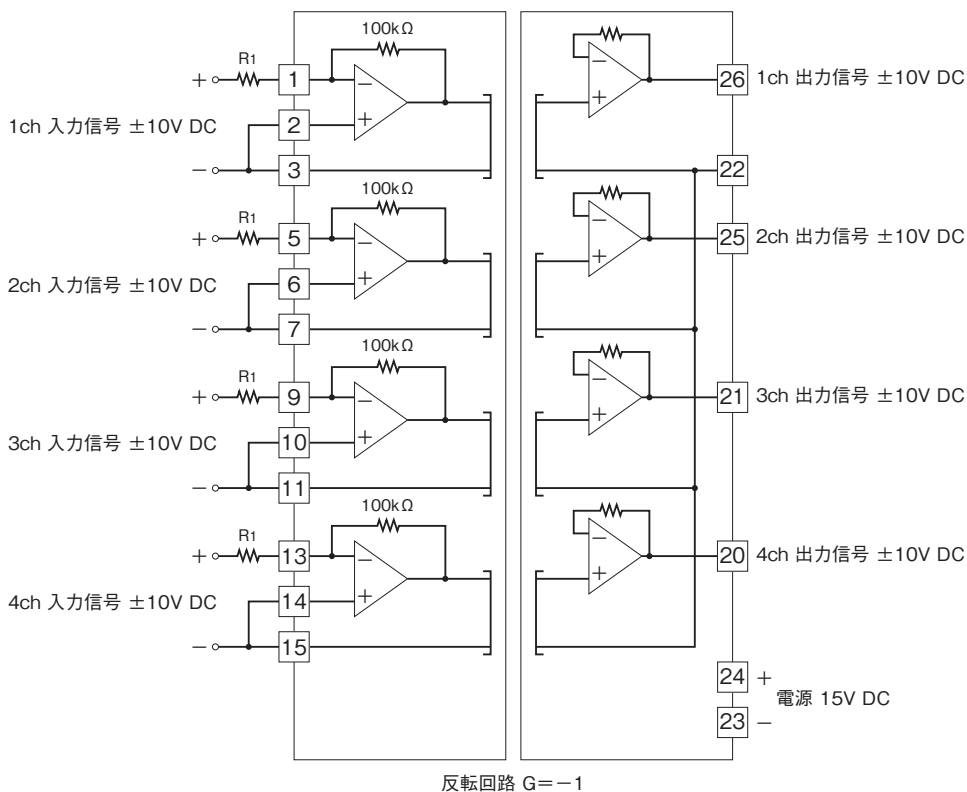 100kΩ
R1
+
1
−
+
2
1ch 入力信号 ±10V DC
−
3
−
+
26
1ch 出力信号 ±10V DC
22
100kΩ
R1
+
5
−
+
6
2ch 入力信号 ±10V DC
−
7
−
+
25
2ch 出力信号 ±10V DC
100kΩ
R1
+
9
−
+
10
3ch 入力信号 ±10V DC
−
11
−
+
21
3ch 出力信号 ±10V DC
100kΩ
R1
+
13
−
+
14
4ch 入力信号 ±10V DC
−
15
−
+
20
4ch 出力信号 ±10V DC
24 +
電源 15V DC
23 −
反転回路 G=−1